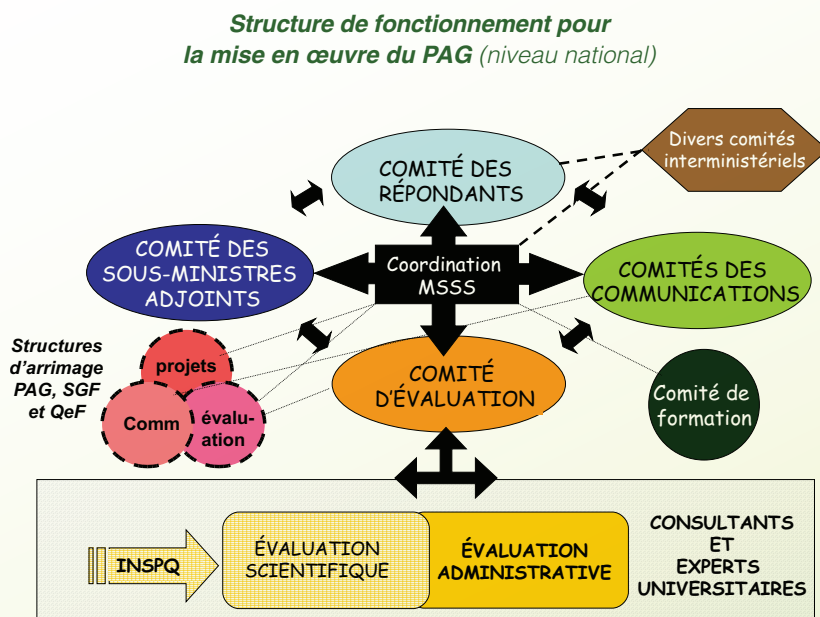 Structure de fonctionnement pour
la mise en œuvre du PAG (niveau national)
Divers comités
interministériels
COMITÉ DES
RÉPONDANTS
COMITÉ DES
SOUS-MINISTRES
ADJOINTS
Coordination
MSSS
COMITÉS DES
COMMUNICATIONS
Structures
d'arrimage
PAG, SGF
et QeF
projets
Comm
évalu-
ation
COMITÉ
D'ÉVALUATION
Comité de
formation
INSPQ
ÉVALUATION
SCIENTIFIQUE
ÉVALUATION
ADMINISTRATIVE
CONSULTANTS
ET
EXPERTS
UNIVERSITAIRES